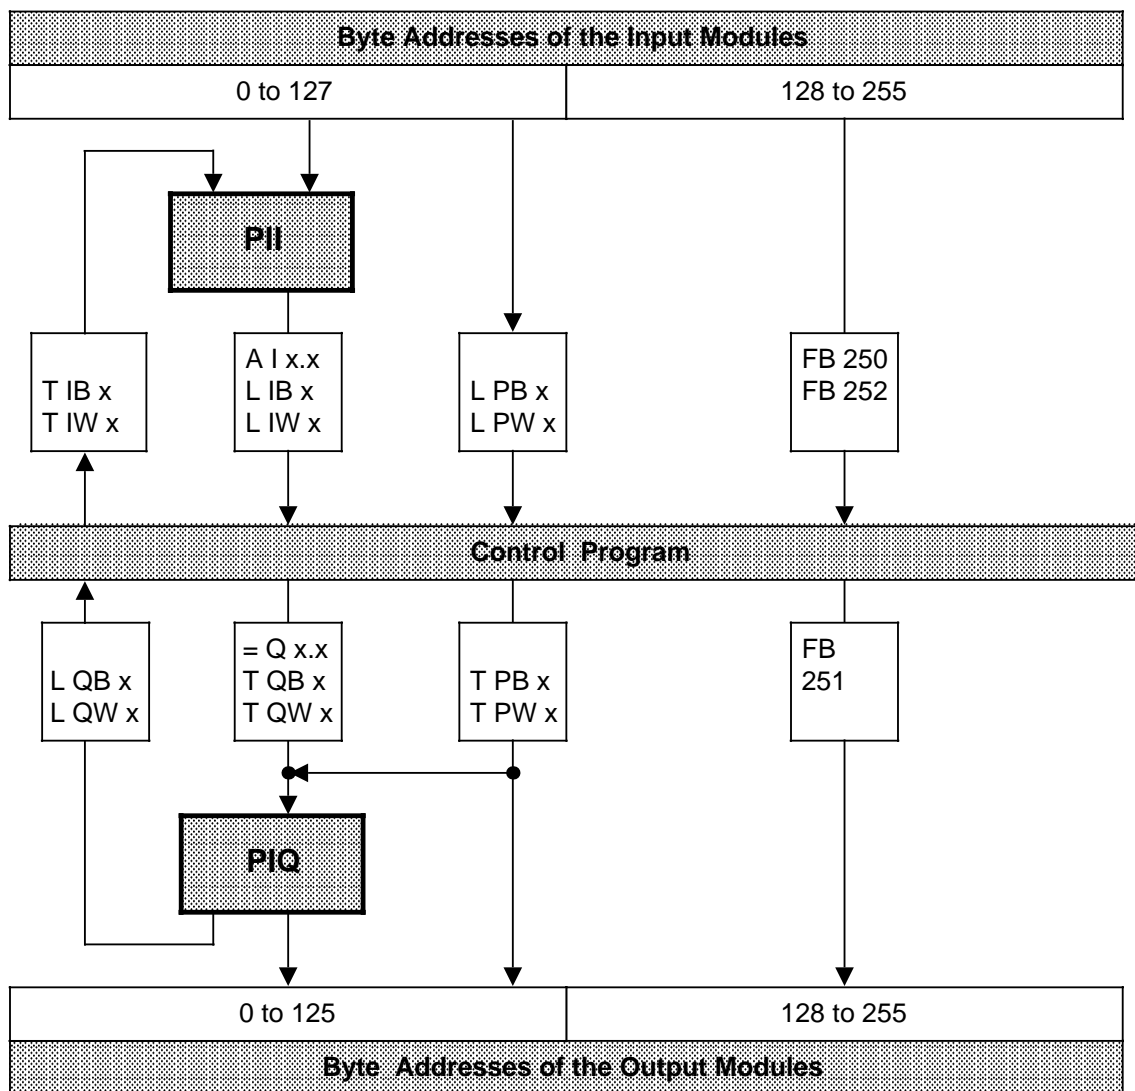 Byte Addresses of the Input Modules
0 to 127
128 to 255
PII
T IB x
T IW x
A I x.x
L IB x
L IW x
L PB x
L PW x
FB 250
FB 252
Control Program
L QB x
L QW x
= Q x.x
T QB x
T QW x
T PB x
T PW x
FB
251
PIQ
0 to 125
128 to 255
Byte Addresses of the Output Modules